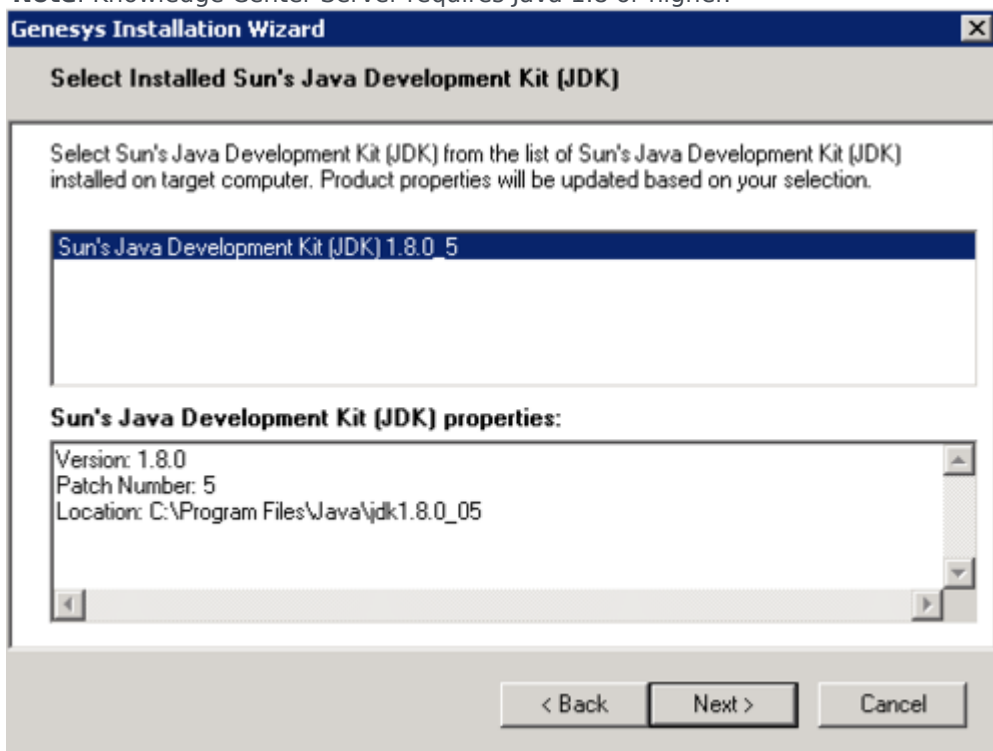 Note: Knowledge Center Server requires Java 1.8 or higher.
Genesys Installation Wizard
Select Installed Sun's Java Development Kit (JDK)
Select Sun's Java Development Kit (JDK) from the list of Sun's Java Development Kit (JDK)
installed on target computer. Product properties will be updated based on your selection.
Sun's Java Development Kit (JDK) 1.8.0_5
Sun's Java Development Kit (JDK) properties:
Version: 1.8.0
Patch Number: 5
Location: C:\Program Files\Java\jdk1.8.0_05
< Back Next > Cancel